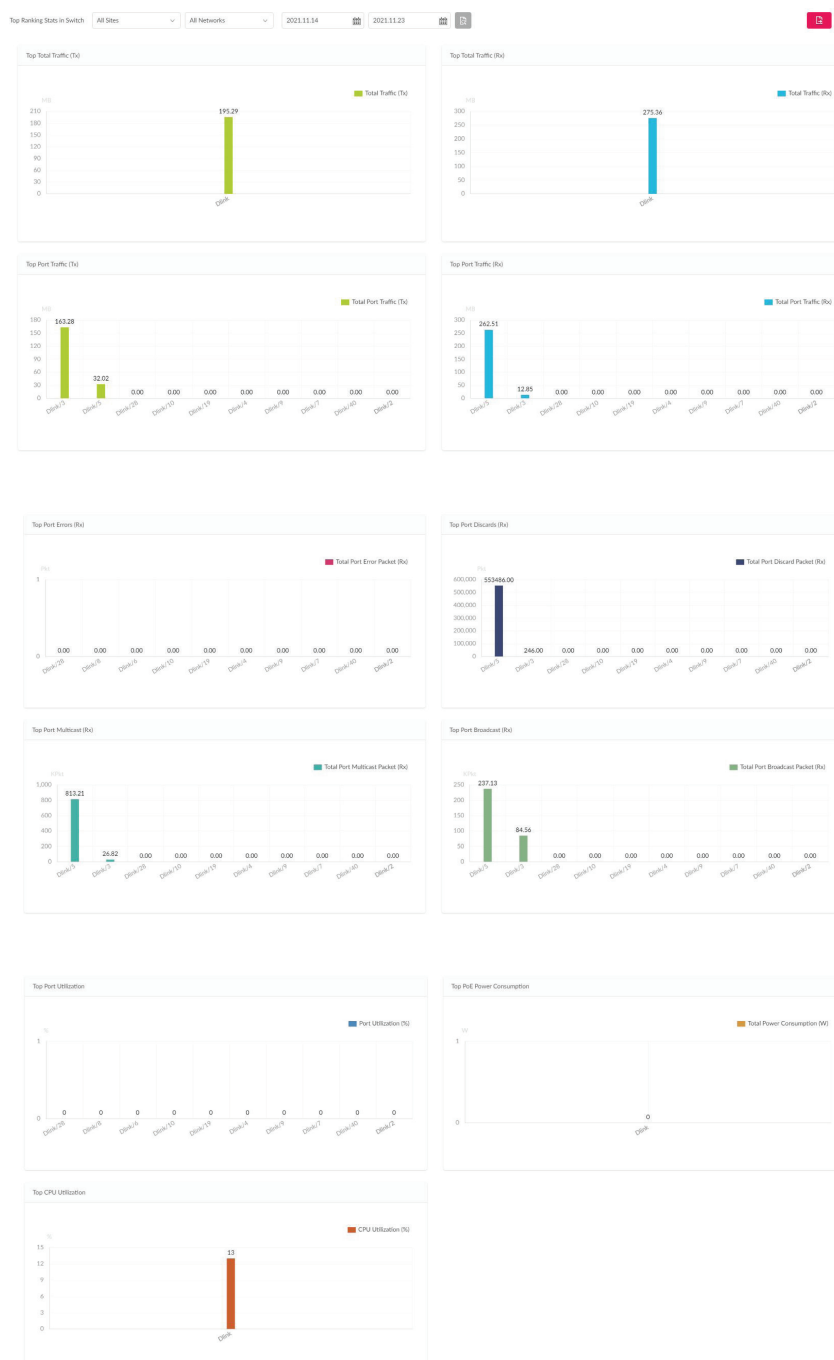 Top Ranking Stats in Switch All Sites All Networks 2021.11.14 2021.11.23
Top Total Traffic (Tx)
Total Traffic (Tx)
MB
210
180
150
120
90
60
30
0
195.29
Dlink
Top Total Traffic (Rx)
Total Traffic (Rx)
MB
300
250
200
150
100
50
0
275.36
Dlink
Top Port Traffic (Tx)
Total Port Traffic (Tx)
MB
180
150
120
90
60
30
0
163.28 32.02 0.00 0.00 0.00 0.00 0.00 0.00 0.00 0.00
Dlink/3 Dlink/5 Dlink/28 Dlink/10 Dlink/19 Dlink/4 Dlink/9 Dlink/7 Dlink/40 Dlink/2
Top Port Traffic (Rx)
Total Port Traffic (Rx)
MB
300
250
200
150
100
50
0
262.51 12.85 0.00 0.00 0.00 0.00 0.00 0.00 0.00 0.00
Dlink/5 Dlink/3 Dlink/28 Dlink/10 Dlink/19 Dlink/4 Dlink/9 Dlink/7 Dlink/40 Dlink/2
Top Port Errors (Rx)
Total Port Error Packet (Rx)
Pkt
1
0
0.00 0.00 0.00 0.00 0.00 0.00 0.00 0.00 0.00 0.00
Dlink/28 Dlink/8 Dlink/6 Dlink/10 Dlink/19 Dlink/4 Dlink/9 Dlink/7 Dlink/40 Dlink/2
Top Port Discards (Rx)
Total Port Discard Packet (Rx)
Pkt
600,000
500,000
400,000
300,000
200,000
100,000
0
553486.00 246.00 0.00 0.00 0.00 0.00 0.00 0.00 0.00 0.00
Dlink/5 Dlink/3 Dlink/28 Dlink/10 Dlink/19 Dlink/4 Dlink/9 Dlink/7 Dlink/40 Dlink/2
Top Port Multicast (Rx)
Total Port Multicast Packet (Rx)
KPkt
1,000
800
600
400
200
0
813.21 26.82 0.00 0.00 0.00 0.00 0.00 0.00 0.00 0.00
Dlink/5 Dlink/3 Dlink/28 Dlink/10 Dlink/19 Dlink/4 Dlink/9 Dlink/7 Dlink/40 Dlink/2
Top Port Broadcast (Rx)
Total Port Broadcast Packet (Rx)
KPkt
250
200
150
100
50
0
237.13 84.56 0.00 0.00 0.00 0.00 0.00 0.00 0.00 0.00
Dlink/5 Dlink/3 Dlink/28 Dlink/10 Dlink/19 Dlink/4 Dlink/9 Dlink/7 Dlink/40 Dlink/2
Top Port Utilization
Port Utilization (%)
%
1
0
0 0 0 0 0 0 0 0 0 0
Dlink/28 Dlink/8 Dlink/6 Dlink/10 Dlink/19 Dlink/4 Dlink/9 Dlink/7 Dlink/40 Dlink/2
Top PoE Power Consumption
Total Power Consumption (W)
W
1
0
0
Dlink
Top CPU Utilization
CPU Utilization (%)
%
15
12
9
6
3
0
13
Dlink